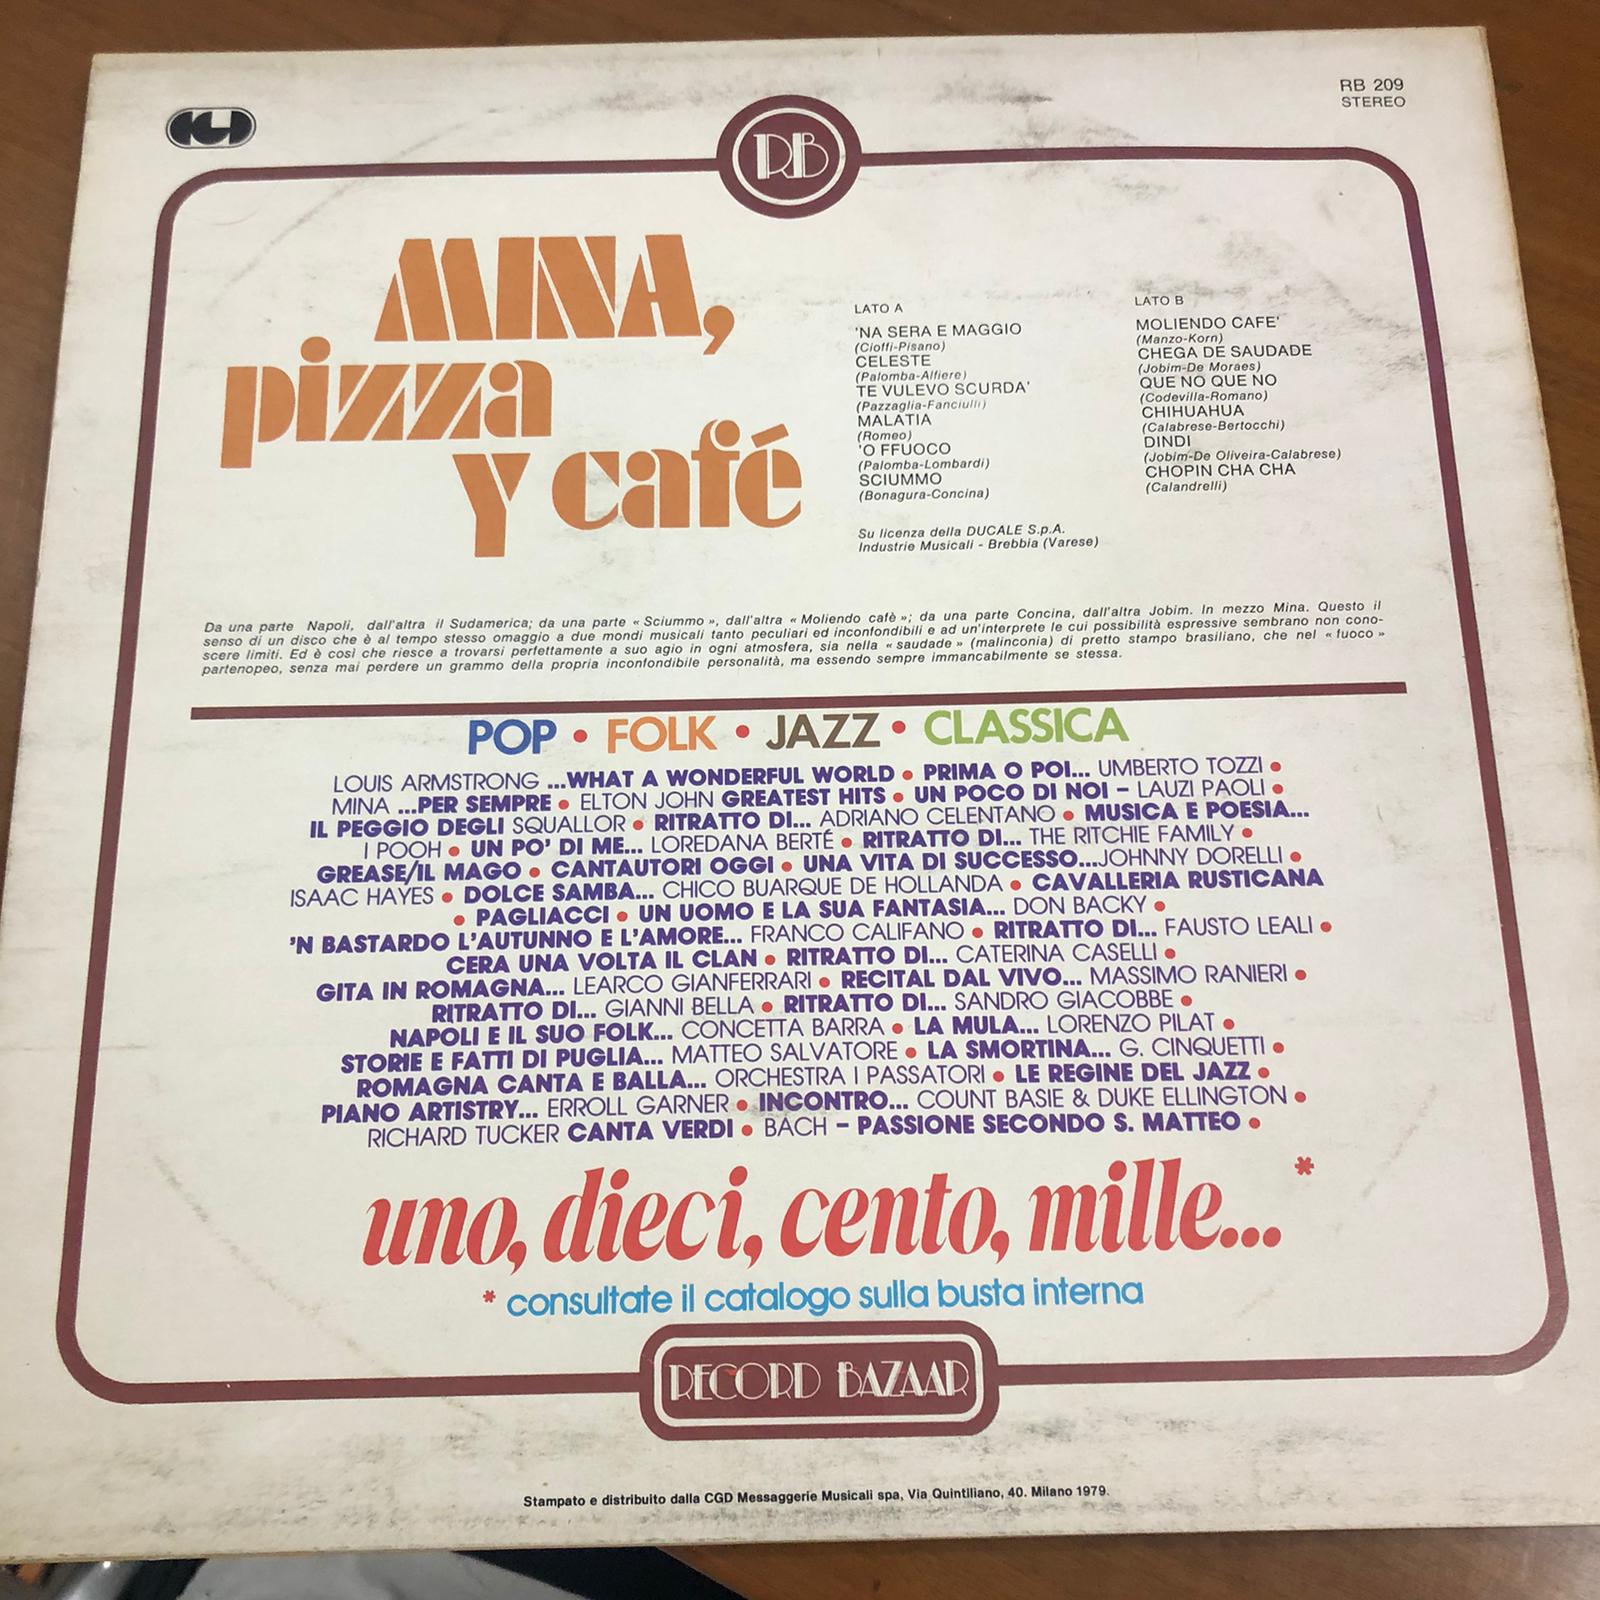 CGD
RB 209
STEREO
RB
MINA,
pizza
y café
LATO A
'NA SERA E MAGGIO
(Cioffi-Pisano)
CELESTE
(Palomba-Alfiere)
TE VULEVO SCURDA'
(Pazzaglia-Fanciulli)
MALATIA
(Romeo)
'O FFUOCO
(Palomba-Lombardi)
SCIUMMO
(Bonagura-Concina)
LATO B
MOLIENDO CAFE'
(Manzo-Korn)
CHEGA DE SAUDADE
(Jobim-De Moraes)
QUE NO QUE NO
(Codevilla-Romano)
CHIHUAHUA
(Calabrese-Bertocchi)
DINDI
(Jobim-De Oliveira-Calabrese)
CHOPIN CHA CHA
(Calandrelli)
Su licenza della DUCALE S.p.A.
Industrie Musicali - Brebbia (Varese)
Da una parte Napoli, dall'altra il Sudamerica; da una parte « Sciummo », dall'altra « Moliendo cafè »; da una parte Concina, dall'altra Jobim. In mezzo Mina. Questo il
senso di un disco che è al tempo stesso omaggio a due mondi musicali tanto peculiari ed inconfondibili e ad un'interprete le cui possibilità espressive sembrano non cono-
scere limiti. Ed è così che riesce a trovarsi perfettamente a suo agio in ogni atmosfera, sia nella « saudade » (malinconia) di pretto stampo brasiliano, che nel « fuoco »
partenopeo, senza mai perdere un grammo della propria inconfondibile personalità, ma essendo sempre immancabilmente se stessa.
POP • FOLK • JAZZ • CLASSICA
LOUIS ARMSTRONG ...WHAT A WONDERFUL WORLD • PRIMA O POI... UMBERTO TOZZI •
MINA ...PER SEMPRE • ELTON JOHN GREATEST HITS • UN POCO DI NOI – LAUZI PAOLI •
IL PEGGIO DEGLI SQUALLOR • RITRATTO DI... ADRIANO CELENTANO • MUSICA E POESIA...
I POOH • UN PO' DI ME... LOREDANA BERTÉ • RITRATTO DI... THE RITCHIE FAMILY •
GREASE/IL MAGO • CANTAUTORI OGGI • UNA VITA DI SUCCESSO...JOHNNY DORELLI •
ISAAC HAYES • DOLCE SAMBA... CHICO BUARQUE DE HOLLANDA • CAVALLERIA RUSTICANA
• PAGLIACCI • UN UOMO E LA SUA FANTASIA... DON BACKY •
'N BASTARDO L'AUTUNNO E L'AMORE... FRANCO CALIFANO • RITRATTO DI... FAUSTO LEALI •
CERA UNA VOLTA IL CLAN • RITRATTO DI... CATERINA CASELLI •
GITA IN ROMAGNA... LEARCO GIANFERRARI • RECITAL DAL VIVO... MASSIMO RANIERI •
RITRATTO DI... GIANNI BELLA • RITRATTO DI... SANDRO GIACOBBE •
NAPOLI E IL SUO FOLK... CONCETTA BARRA • LA MULA... LORENZO PILAT •
STORIE E FATTI DI PUGLIA... MATTEO SALVATORE • LA SMORTINA... G. CINQUETTI •
ROMAGNA CANTA E BALLA... ORCHESTRA I PASSATORI • LE REGINE DEL JAZZ •
PIANO ARTISTRY... ERROLL GARNER • INCONTRO... COUNT BASIE & DUKE ELLINGTON •
RICHARD TUCKER CANTA VERDI • BACH – PASSIONE SECONDO S. MATTEO •
uno, dieci, cento, mille... *
* consultate il catalogo sulla busta interna
RECORD BAZAAR
Stampato e distribuito dalla CGD Messaggerie Musicali spa, Via Quintiliano, 40. Milano 1979.